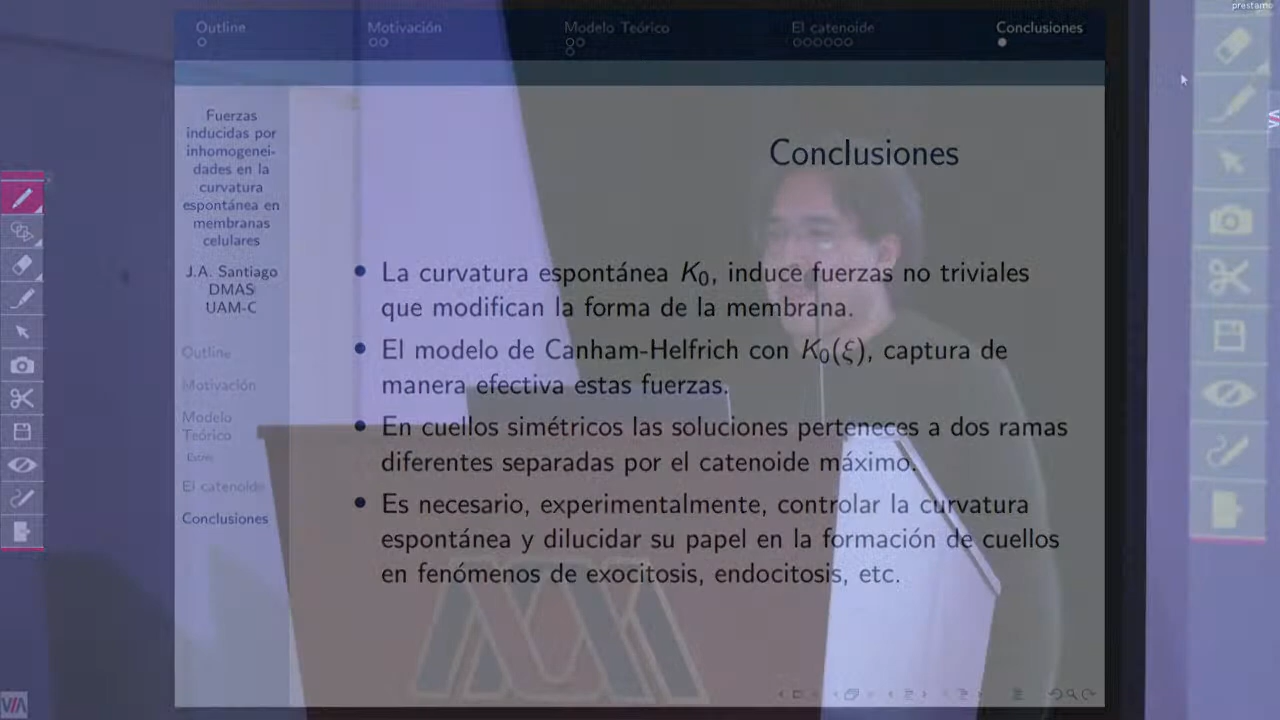 prestamo
Outline
Motivación
Modelo Teórico
El catenoide
Conclusiones
Fuerzas
inducidas por
inhomogenei-
dades en la
curvatura
espontánea en
membranas
celulares
J.A. Santiago
DMAS
UAM-C
Outline
Motivación
Modelo
Teórico
El catenoide
Conclusiones
Conclusiones
• La curvatura espontánea K₀, induce fuerzas no triviales
que modifican la forma de la membrana.
• El modelo de Canham-Helfrich con K₀(ξ), captura de
manera efectiva estas fuerzas.
• En cuellos simétricos las soluciones perteneces a dos ramas
diferentes separadas por el catenoide máximo.
• Es necesario, experimentalmente, controlar la curvatura
espontánea y dilucidar su papel en la formación de cuellos
en fenómenos de exocitosis, endocitosis, etc.